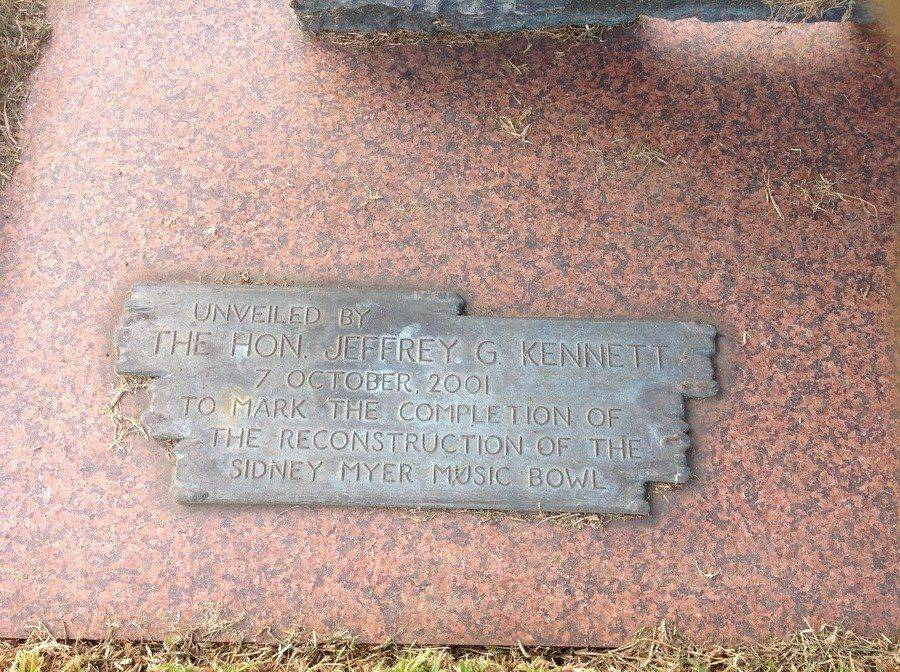 UNVEILED BY
THE HON. JEFFREY G. KENNETT
7 OCTOBER, 2001
TO MARK THE COMPLETION OF
THE RECONSTRUCTION OF THE
SIDNEY MYER MUSIC BOWL